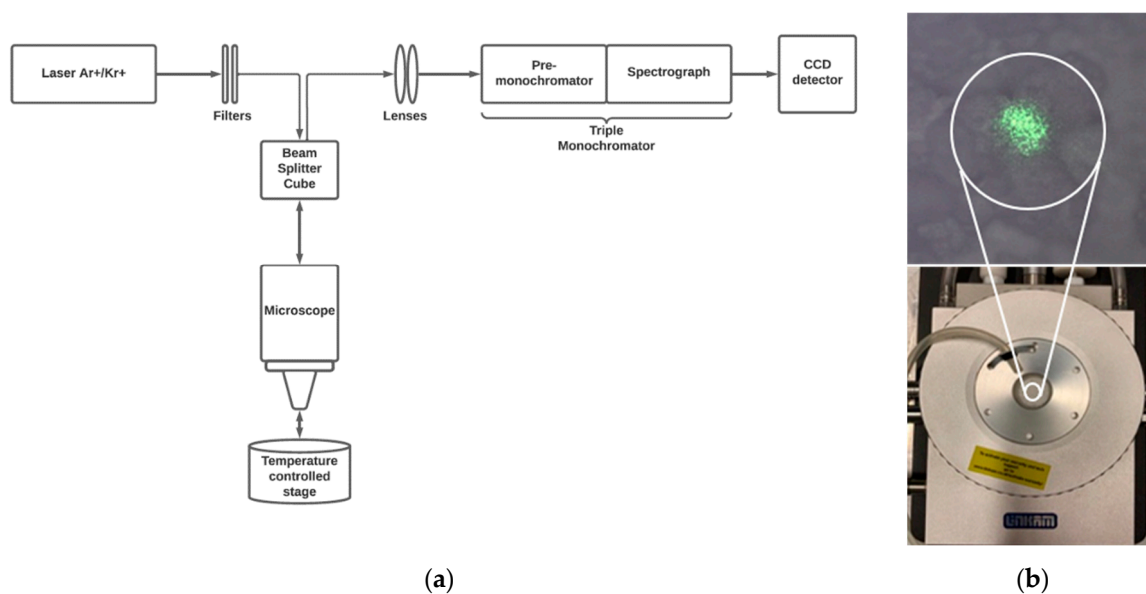 Laser Ar+/Kr+
Filters
Lenses
Pre-
monochromator
Spectrograph
CCD
detector
Triple
Monochromator
Beam
Splitter
Cube
Microscope
Temperature
controlled
stage
LINKAM
(a)
(b)